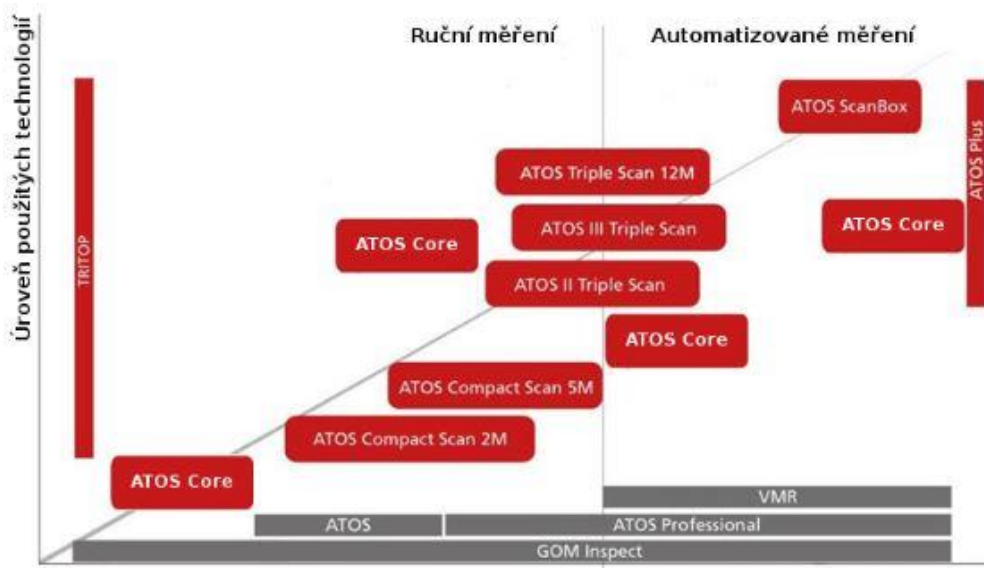 Ruční měření
Automatizované měření
Úroveň použitých technologií
TRITOP
ATOS Plus
ATOS ScanBox
ATOS Triple Scan 12M
ATOS III Triple Scan
ATOS Core
ATOS Core
ATOS II Triple Scan
ATOS Core
ATOS Compact Scan 5M
ATOS Compact Scan 2M
ATOS Core
VMR
ATOS
ATOS Professional
GOM Inspect